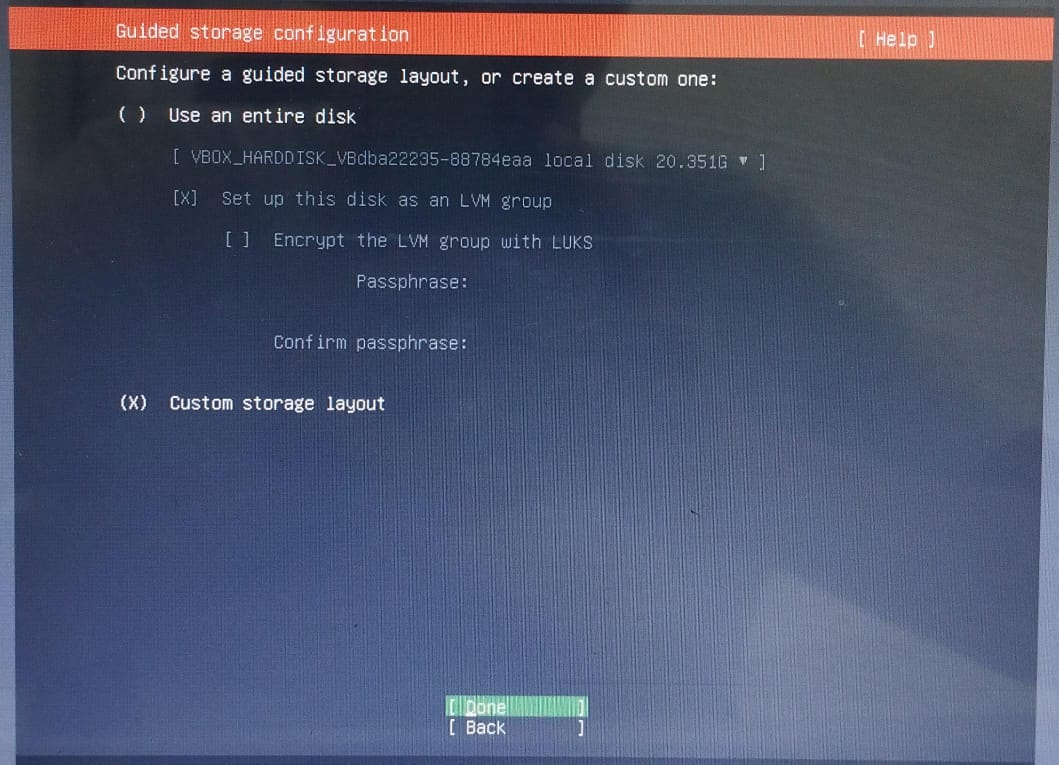 Guided storage configuration [ Help ]
Configure a guided storage layout, or create a custom one:
( ) Use an entire disk
[ VBOX_HARDDISK_VBdba22235-88784eaa local disk 20.351G ▾ ]
[X] Set up this disk as an LVM group
[ ] Encrypt the LVM group with LUKS
Passphrase:
Confirm passphrase:
(X) Custom storage layout
[ Done ]
[ Back ]